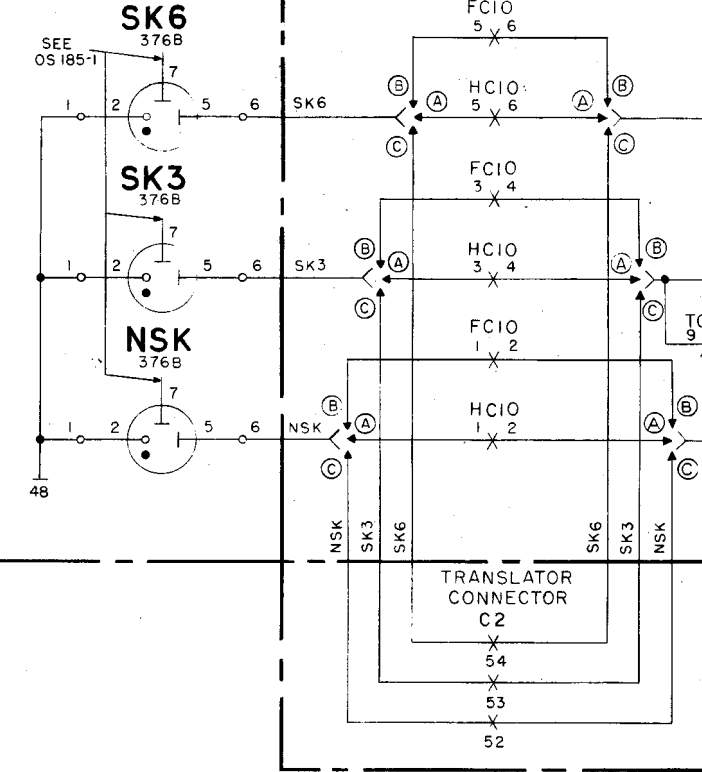 SK6
376B
SEE
OS 185-1
7
1 2 5 6 SK6
FC10
5 6
B B
HC10
A 5 6 A
C C
SK3
376B
7
1 2 5 6 SK3
FC10
3 4
B B
HC10
A 3 4 A
C C
NSK
376B
7
1 2 5 6 NSK
FC10
1 2
B B
HC10
A 1 2 A
C C
9
48
NSK SK3 SK6 SK6 SK3 NSK
TRANSLATOR
CONNECTOR
C2
54
53
52